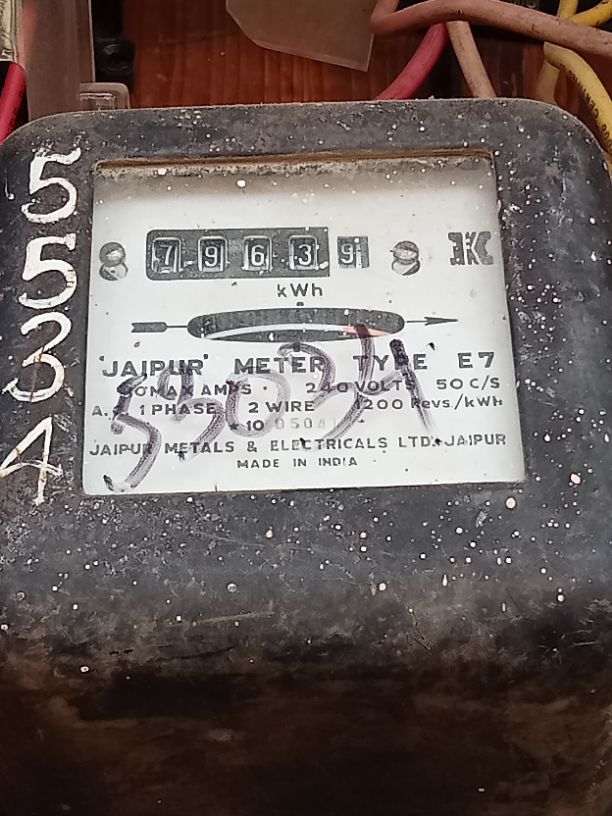 5
5
3
4
7 9 6 3 9
kWh
'JAIPUR' METER TYPE E7
MAX AMPS 240 VOLTS 50 C/S
1 PHASE 2 WIRE 1200 Revs/kWh
JAIPUR METALS & ELECTRICALS LTD. JAIPUR
MADE IN INDIA